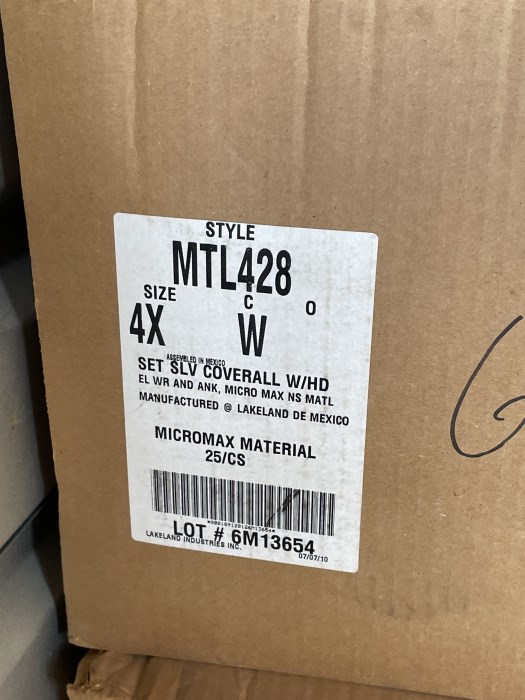 STYLE
MTL428
SIZE C O
4X W
ASSEMBLED IN MEXICO
SET SLV COVERALL W/HD
EL WR AND ANK, MICRO MAX NS MATL
MANUFACTURED @ LAKELAND DE MEXICO
MICROMAX MATERIAL
25/CS
LOT # 6M13654
LAKELAND INDUSTRIES INC.
07/07/10